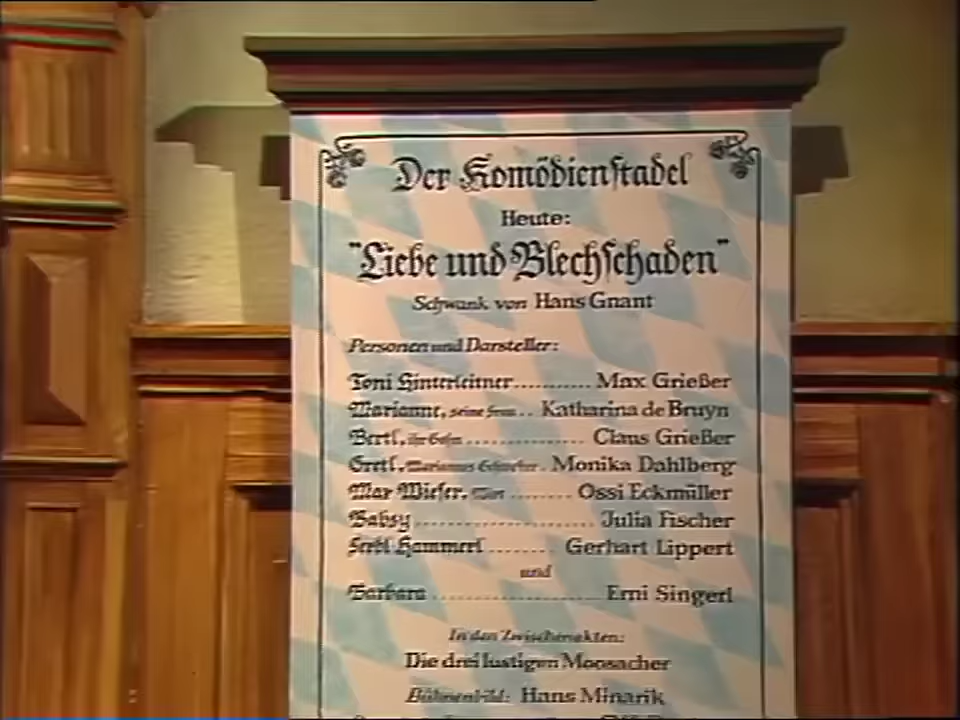 Der Komödienstadel
Heute:
"Liebe und Blechschaden"
Schwank von Hans Gnant
Personen und Darsteller:
Toni Hinterleitner........... Max Grießer
Marianne, seine Frau .. Katharina de Bruyn
Bertl, ihr Sohn ............... Claus Grießer
Gretl, Mariannes Schwester . Monika Dahlberg
Max Wieser, Wirt ........ Ossi Eckmüller
Babsy ...................... Julia Fischer
Ferdl Hammerl ........ Gerhart Lippert
und
Barbara ..................... Erni Singerl
In den Zwischenakten:
Die drei lustigen Moosacher
Bühnenbild: Hans Minarik